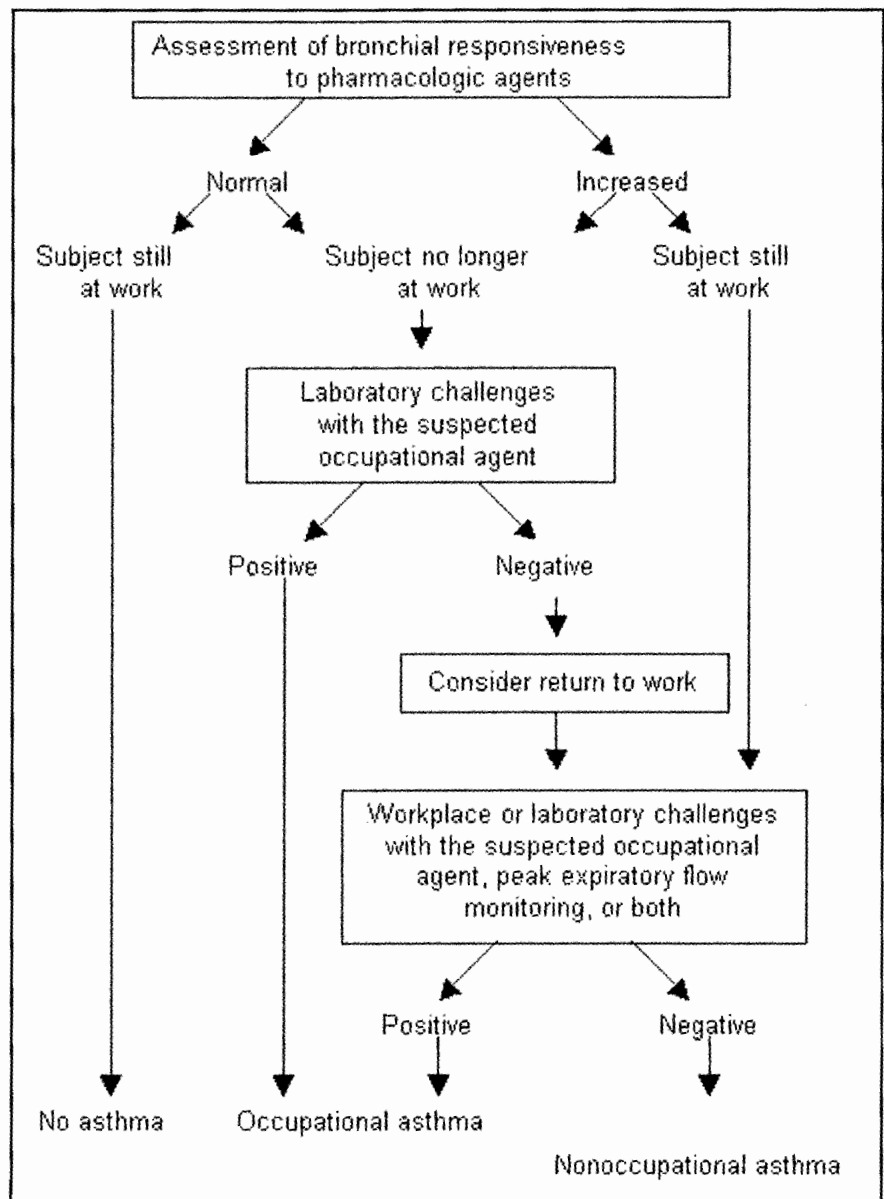 Assessment of bronchial responsiveness
to pharmacologic agents
Normal
Increased
Subject still
at work
Subject no longer
at work
Subject still
at work
Laboratory challenges
with the suspected
occupational agent
Positive
Negative
Consider return to work
Workplace or laboratory challenges
with the suspected occupational
agent, peak expiratory flow
monitoring, or both
Positive
Negative
No asthma
Occupational asthma
Nonoccupational asthma